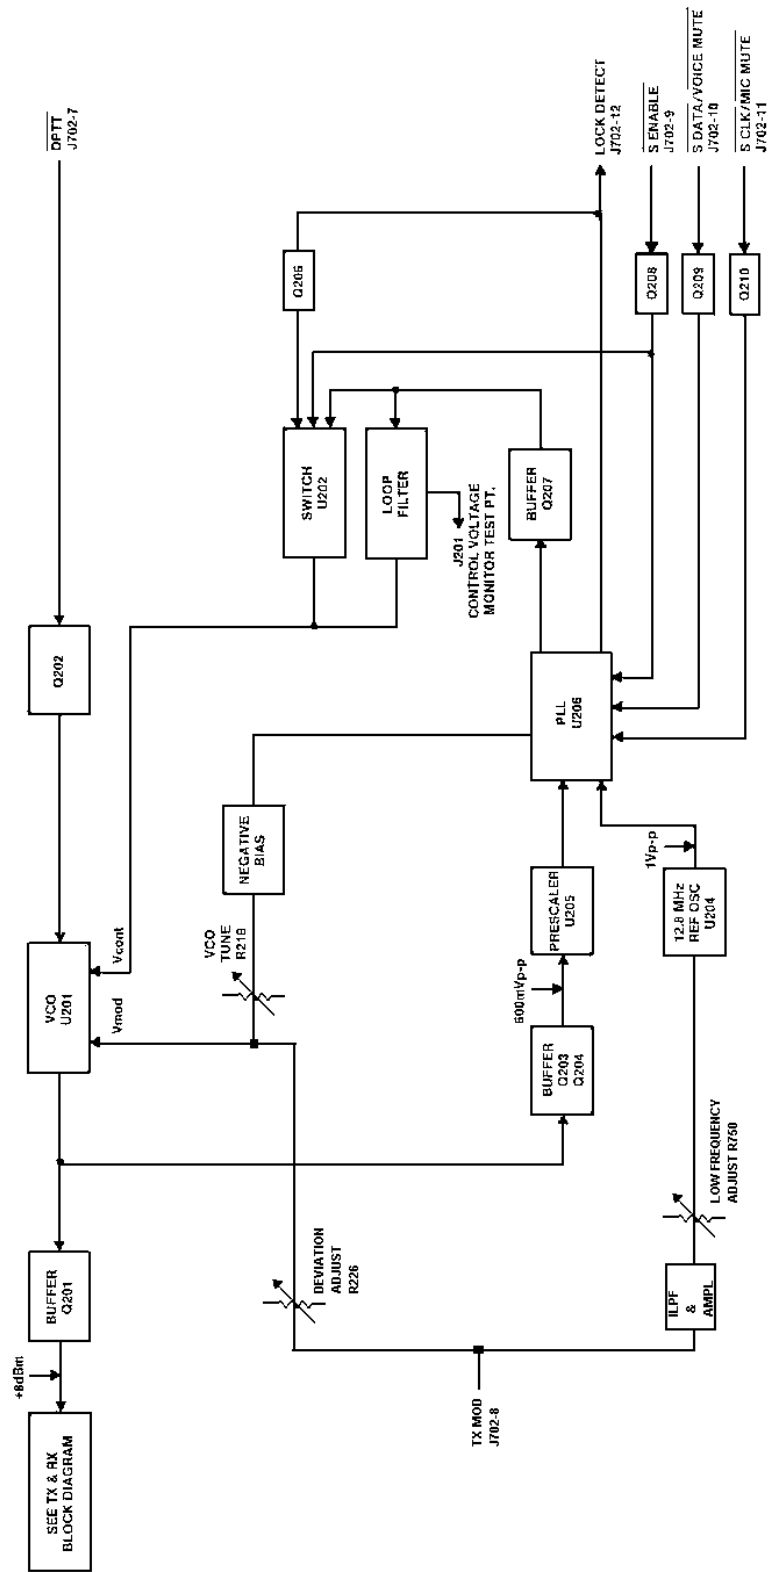 SEE TX & RX
BLOCK DIAGRAM
+8dBm
BUFFER
Q201
VCO
U201
Vmod
Vcont
Q202
DPTT
J702-7
DEVIATION
ADJUST
R226
VCO
TUNE
R218
NEGATIVE
BIAS
SWITCH
U202
Q206
LOOP
FILTER
J201
CONTROL VOLTAGE
MONITOR TEST PT.
BUFFER
Q207
TX MOD
J702-8
BUFFER
Q203
Q204
600mVp-p
PRESCALER
U205
PLL
U206
LOCK DETECT
J702-12
ILPF
&
AMPL
LOW FREQUENCY
ADJUST R750
12.8 MHz
REF OSC
U204
1Vp-p
Q208
S ENABLE
J702-9
Q209
S DATA/VOICE MUTE
J702-10
Q210
S CLK/MIC MUTE
J702-11